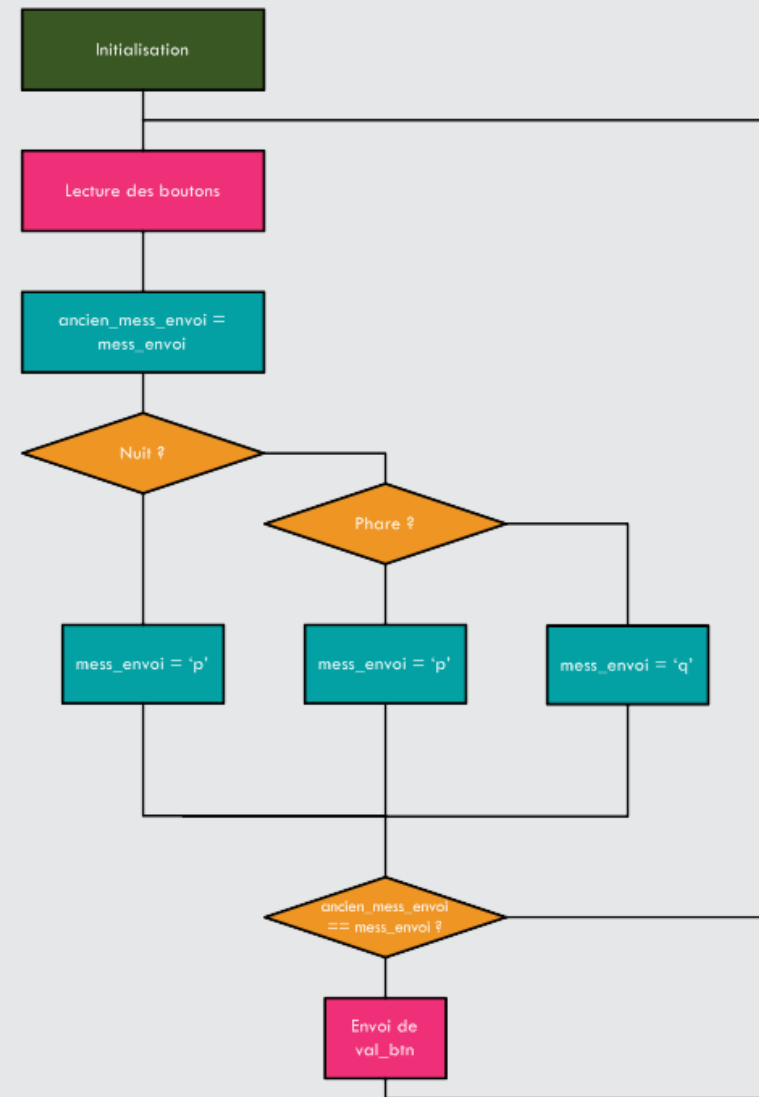 Initialisation
Lecture des boutons
ancien_mess_envoi =
mess_envoi
Nuit ?
Phare ?
mess_envoi = ‘p’
mess_envoi = ‘p’
mess_envoi = ‘q’
ancien_mess_envoi
== mess_envoi ?
Envoi de
val_btn